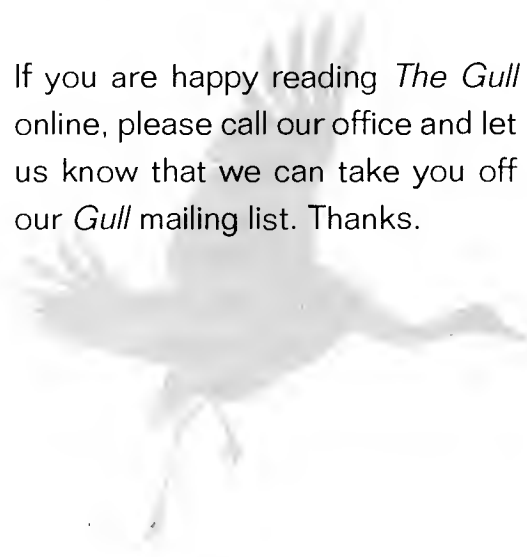 If you are happy reading The Gull
online, please call our office and let
us know that we can take you off
our Gull mailing list. Thanks.